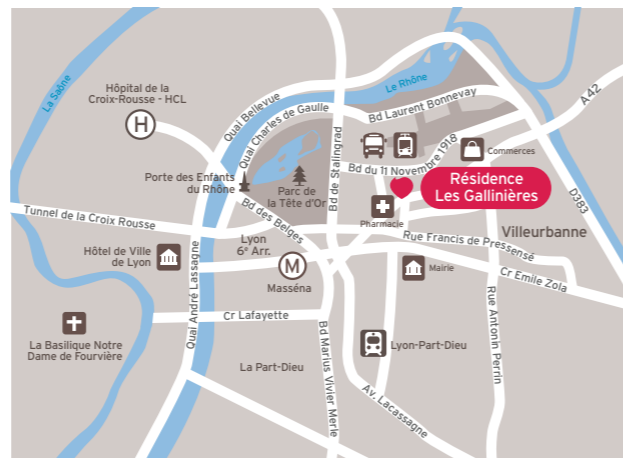 La Saône
Hôpital de la
Croix-Rousse - HCL
H
Quai Bellevue
Quai Charles de Gaulle
Le Rhône
Bd Laurent Bonnevay
A 42
Bd de Stalingrad
Bd du 11 Novembre 1918
Commerces
Porte des Enfants
du Rhône
Parc de
la Tête d'Or
Résidence
Les Gallinières
D383
Pharmacie
Bd des Belges
Tunnel de la Croix Rousse
Rue Francis de Pressensé
Villeurbanne
Hôtel de Ville
de Lyon
Lyon
6e Arr.
M
Masséna
Mairie
Cr Emile Zola
Quai André Lassagne
Rue Antonin Perrin
Cr Lafayette
La Basilique Notre
Dame de Fourvière
Bd Marius Vivier Merle
Lyon-Part-Dieu
La Part-Dieu
Av. Lacassagne